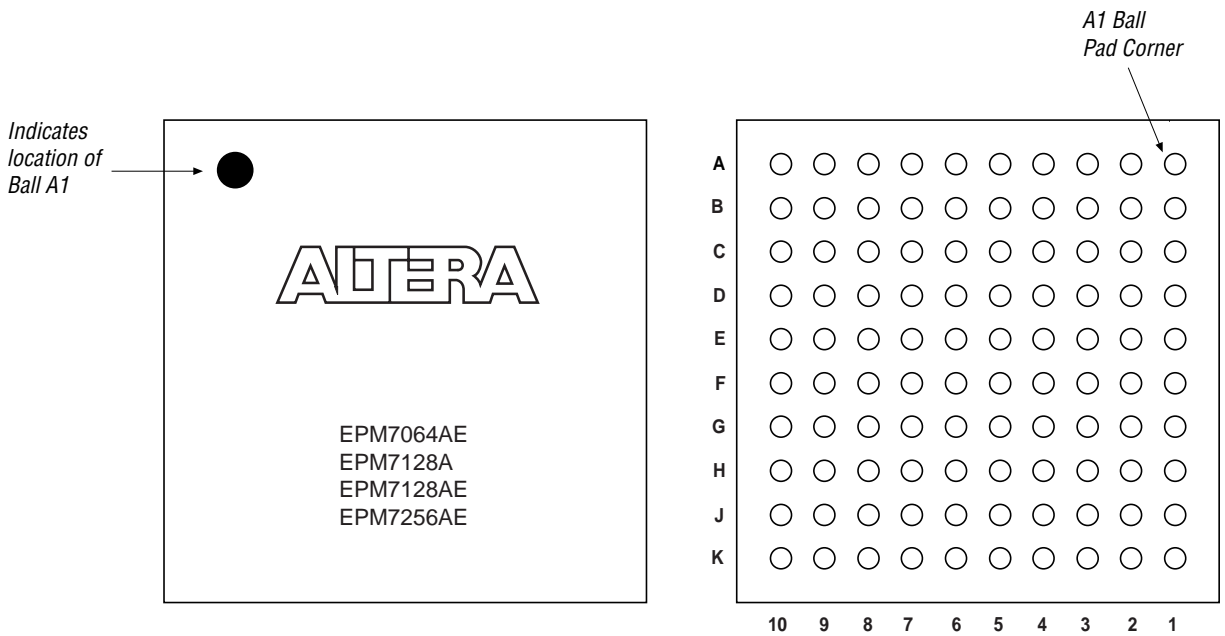 A1 Ball
Pad Corner
Indicates
location of
Ball A1
ALTERA
EPM7064AE
EPM7128A
EPM7128AE
EPM7256AE
A
B
C
D
E
F
G
H
J
K
10 9 8 7 6 5 4 3 2 1